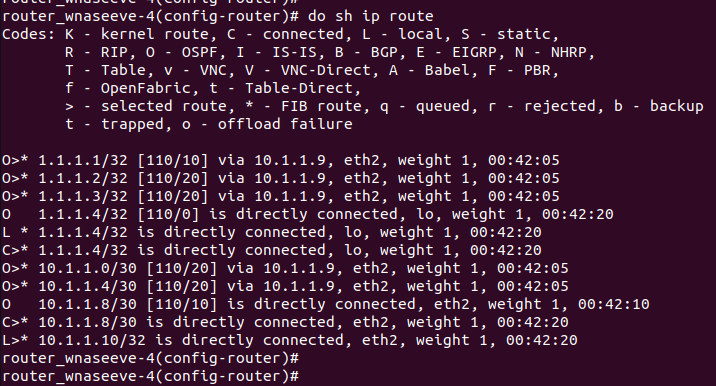 router_wnaseeve-4(config-router)# do sh ip route
Codes: K - kernel route, C - connected, L - local, S - static,
       R - RIP, O - OSPF, I - IS-IS, B - BGP, E - EIGRP, N - NHRP,
       T - Table, v - VNC, V - VNC-Direct, A - Babel, F - PBR,
       f - OpenFabric, t - Table-Direct,
       > - selected route, * - FIB route, q - queued, r - rejected, b - backup
       t - trapped, o - offload failure

O>* 1.1.1.1/32 [110/10] via 10.1.1.9, eth2, weight 1, 00:42:05
O>* 1.1.1.2/32 [110/20] via 10.1.1.9, eth2, weight 1, 00:42:05
O>* 1.1.1.3/32 [110/20] via 10.1.1.9, eth2, weight 1, 00:42:05
O   1.1.1.4/32 [110/0] is directly connected, lo, weight 1, 00:42:20
L * 1.1.1.4/32 is directly connected, lo, weight 1, 00:42:20
C>* 1.1.1.4/32 is directly connected, lo, weight 1, 00:42:20
O>* 10.1.1.0/30 [110/20] via 10.1.1.9, eth2, weight 1, 00:42:05
O>* 10.1.1.4/30 [110/20] via 10.1.1.9, eth2, weight 1, 00:42:05
O   10.1.1.8/30 [110/10] is directly connected, eth2, weight 1, 00:42:10
C>* 10.1.1.8/30 is directly connected, eth2, weight 1, 00:42:20
L>* 10.1.1.10/32 is directly connected, eth2, weight 1, 00:42:20
router_wnaseeve-4(config-router)#
router_wnaseeve-4(config-router)#